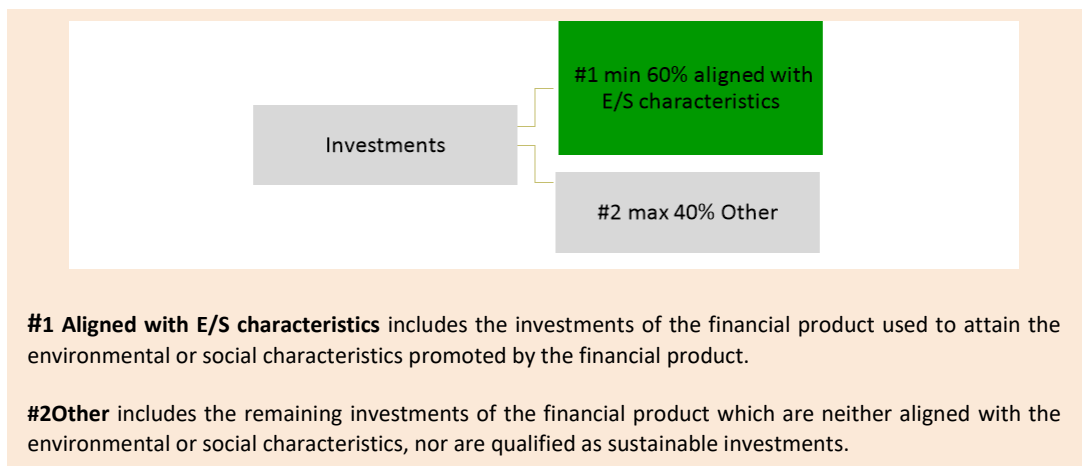 #1 min 60% aligned with
E/S characteristics
Investments
#2 max 40% Other
#1 Aligned with E/S characteristics includes the investments of the financial product used to attain the
environmental or social characteristics promoted by the financial product.
#2Other includes the remaining investments of the financial product which are neither aligned with the
environmental or social characteristics, nor are qualified as sustainable investments.